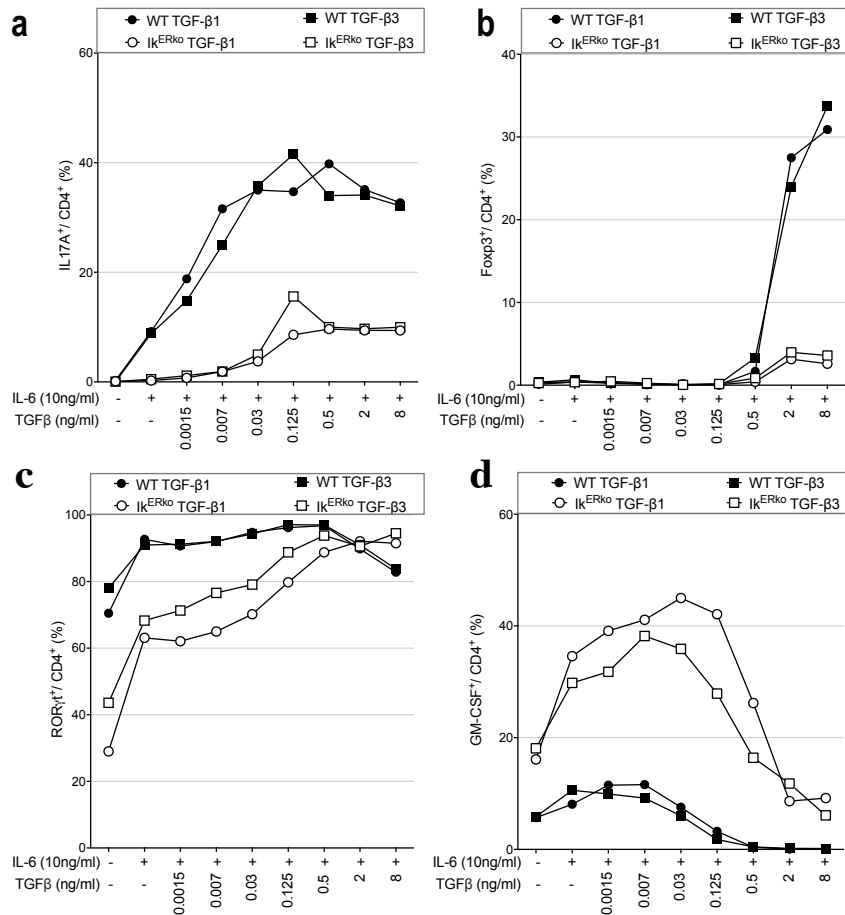 a
WT TGF-β1 WT TGF-β3
Ik^ERko TGF-β1 Ik^ERko TGF-β3
60
40
20
0
IL17A⁺/ CD4⁺ (%)
IL-6 (10ng/ml) - + + + + + + + +
TGFβ (ng/ml) - - 0.0015 0.007 0.03 0.125 0.5 2 8
b
WT TGF-β1 WT TGF-β3
Ik^ERko TGF-β1 Ik^ERko TGF-β3
40
30
20
10
0
Foxp3⁺/ CD4⁺ (%)
IL-6 (10ng/ml) - + + + + + + + +
TGFβ (ng/ml) - - 0.0015 0.007 0.03 0.125 0.5 2 8
c
WT TGF-β1 WT TGF-β3
Ik^ERko TGF-β1 Ik^ERko TGF-β3
100
80
60
40
20
0
RORγt⁺/ CD4⁺ (%)
IL-6 (10ng/ml) - + + + + + + + +
TGFβ (ng/ml) - - 0.0015 0.007 0.03 0.125 0.5 2 8
d
WT TGF-β1 WT TGF-β3
Ik^ERko TGF-β1 Ik^ERko TGF-β3
60
40
20
0
GM-CSF⁺/ CD4⁺ (%)
IL-6 (10ng/ml) - + + + + + + + +
TGFβ (ng/ml) - - 0.0015 0.007 0.03 0.125 0.5 2 8